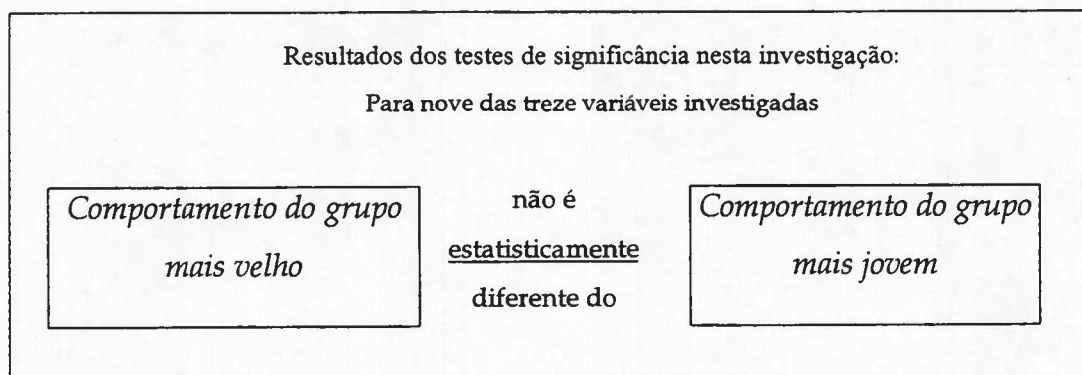 Resultados dos testes de significância nesta investigação:
Para nove das treze variáveis investigadas
Comportamento do grupo
mais velho
não é
estatisticamente
diferente do
Comportamento do grupo
mais jovem